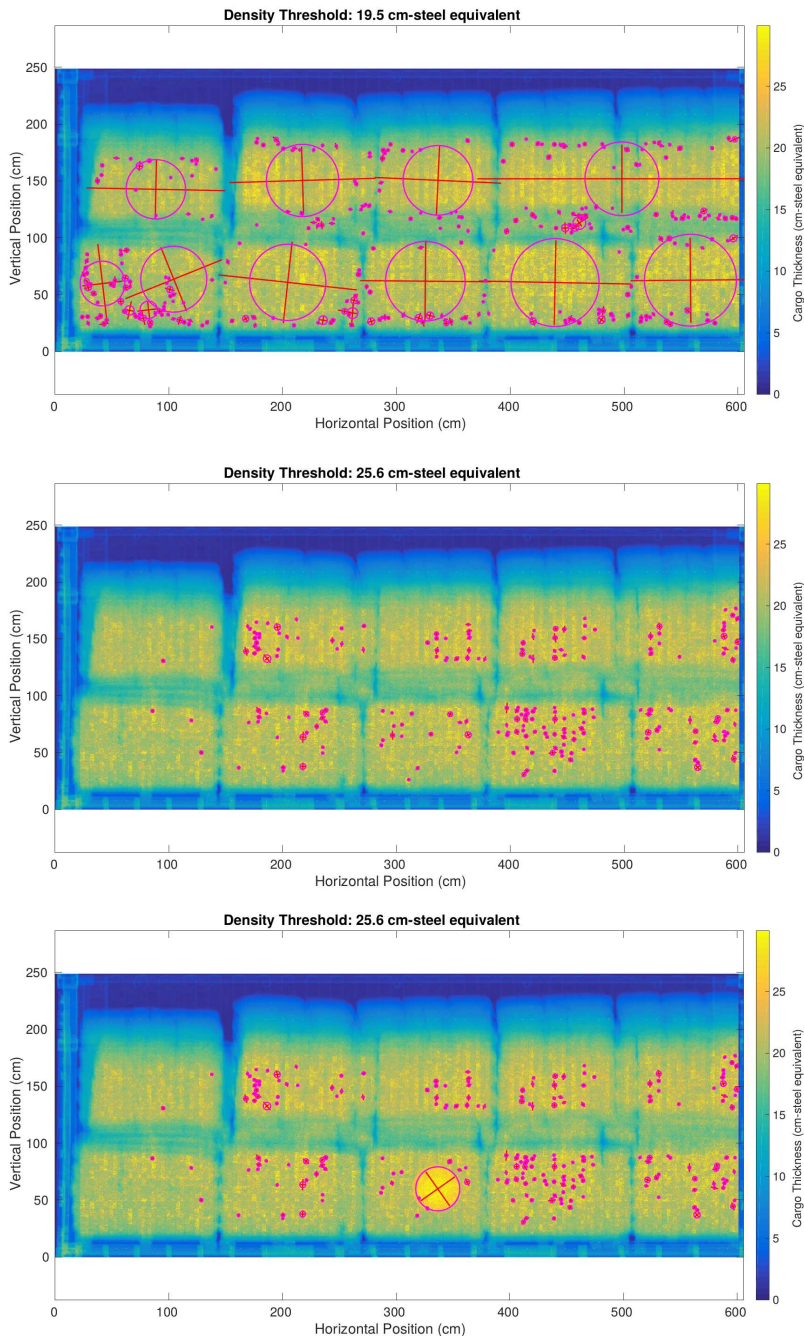 Density Threshold: 19.5 cm-steel equivalent
250
200
150
100
50
0
Vertical Position (cm)
0 100 200 300 400 500 600
Horizontal Position (cm)
25
20
15
10
5
0
Cargo Thickness (cm-steel equivalent)
Density Threshold: 25.6 cm-steel equivalent
250
200
150
100
50
0
Vertical Position (cm)
0 100 200 300 400 500 600
Horizontal Position (cm)
25
20
15
10
5
0
Cargo Thickness (cm-steel equivalent)
Density Threshold: 25.6 cm-steel equivalent
250
200
150
100
50
0
Vertical Position (cm)
0 100 200 300 400 500 600
Horizontal Position (cm)
25
20
15
10
5
0
Cargo Thickness (cm-steel equivalent)